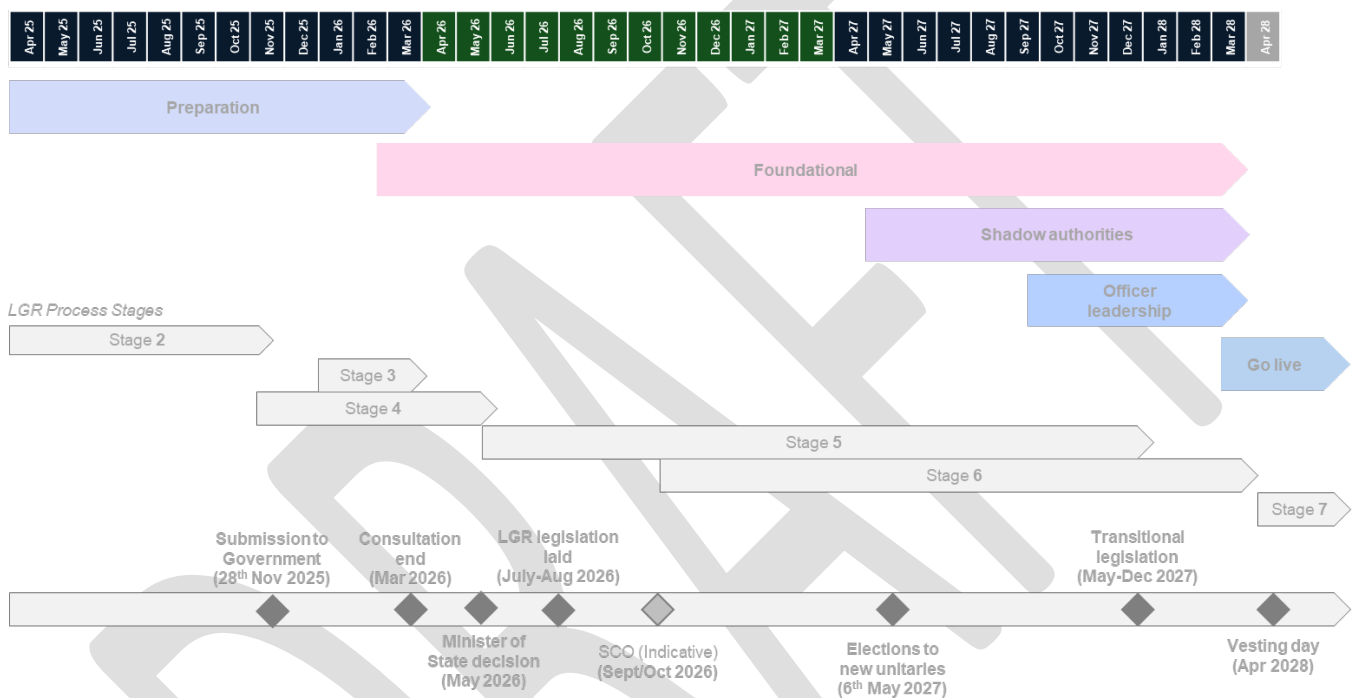 Apr 25 May 25 Jun 25 Jul 25 Aug 25 Sep 25 Oct 25 Nov 25 Dec 25 Jan 26 Feb 26 Mar 26 Apr 26 May 26 Jun 26 Jul 26 Aug 26 Sep 26 Oct 26 Nov 26 Dec 26 Jan 27 Feb 27 Mar 27 Apr 27 May 27 Jun 27 Jul 27 Aug 27 Sep 27 Oct 27 Nov 27 Dec 27 Jan 28 Feb 28 Mar 28 Apr 28
Preparation
Foundational
Shadow authorities
Officer
leadership
Go live
LGR Process Stages
Stage 2
Stage 3
Stage 4
Stage 5
Stage 6
Stage 7
Submission to
Government
(28th Nov 2025)
Consultation
end
(Mar 2026)
LGR legislation
laid
(July-Aug 2026)
Transitional
legislation
(May-Dec 2027)
Minister of
State decision
(May 2026)
SCO (Indicative)
(Sept/Oct 2026)
Elections to
new unitaries
(6th May 2027)
Vesting day
(Apr 2028)
DRAFT